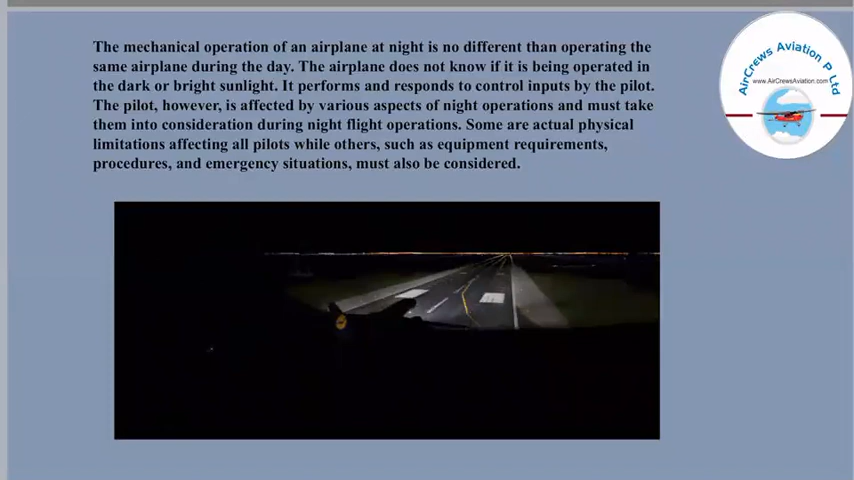 The mechanical operation of an airplane at night is no different than operating the
same airplane during the day. The airplane does not know if it is being operated in
the dark or bright sunlight. It performs and responds to control inputs by the pilot.
The pilot, however, is affected by various aspects of night operations and must take
them into consideration during night flight operations. Some are actual physical
limitations affecting all pilots while others, such as equipment requirements,
procedures, and emergency situations, must also be considered.
AirCrews Aviation P Ltd
www.AirCrewsAviation.com